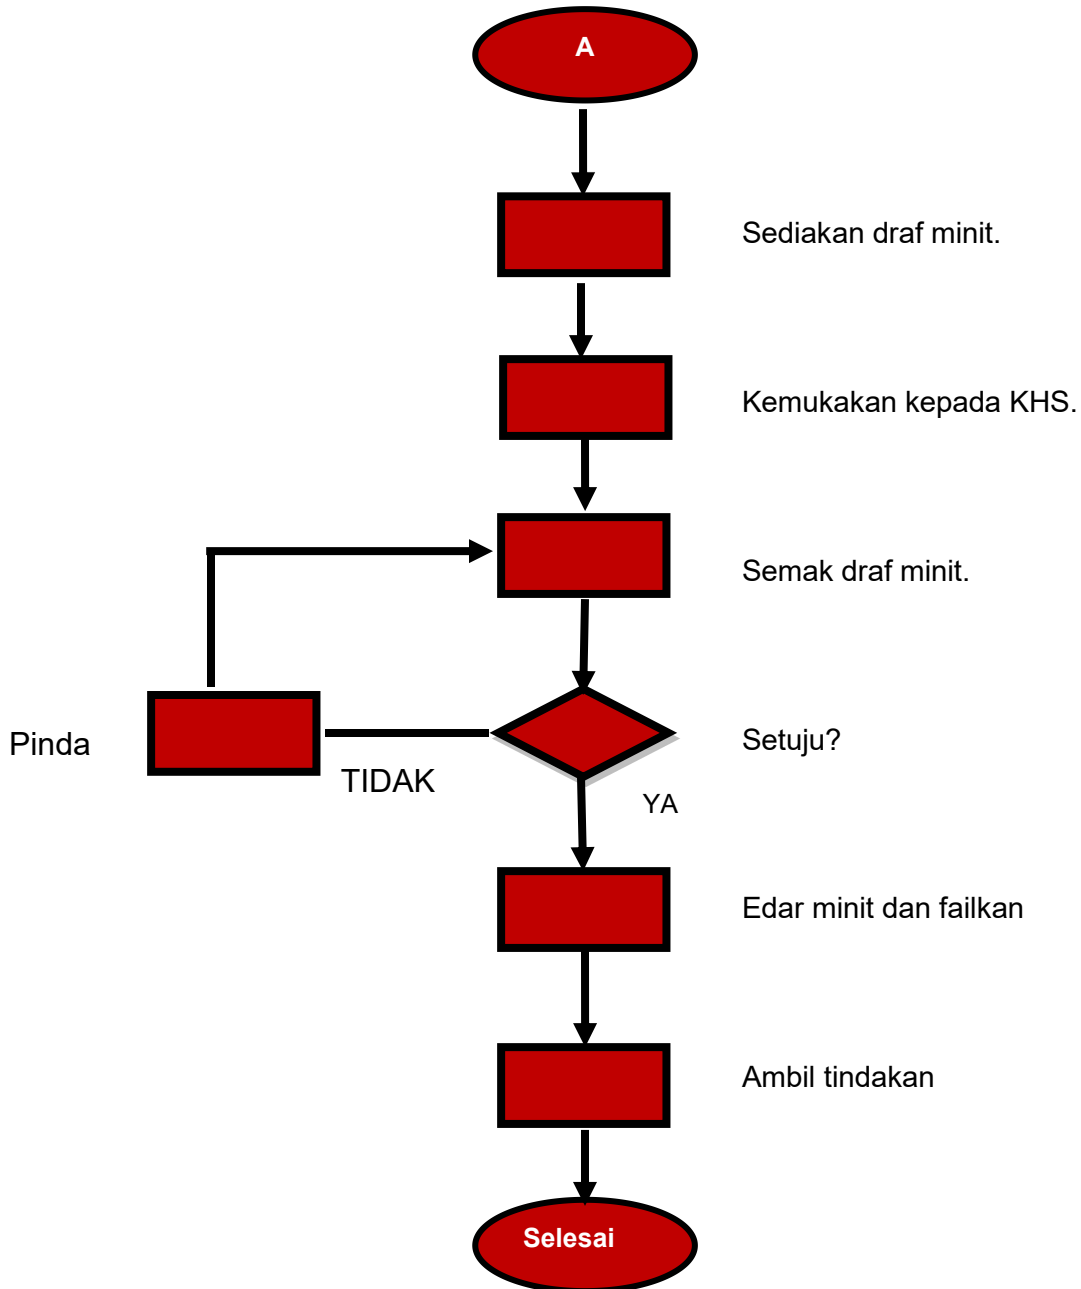 A
Sediakan draf minit.
Kemukakan kepada KHS.
Semak draf minit.
Pinda
TIDAK
Setuju?
YA
Edar minit dan failkan
Ambil tindakan
Selesai